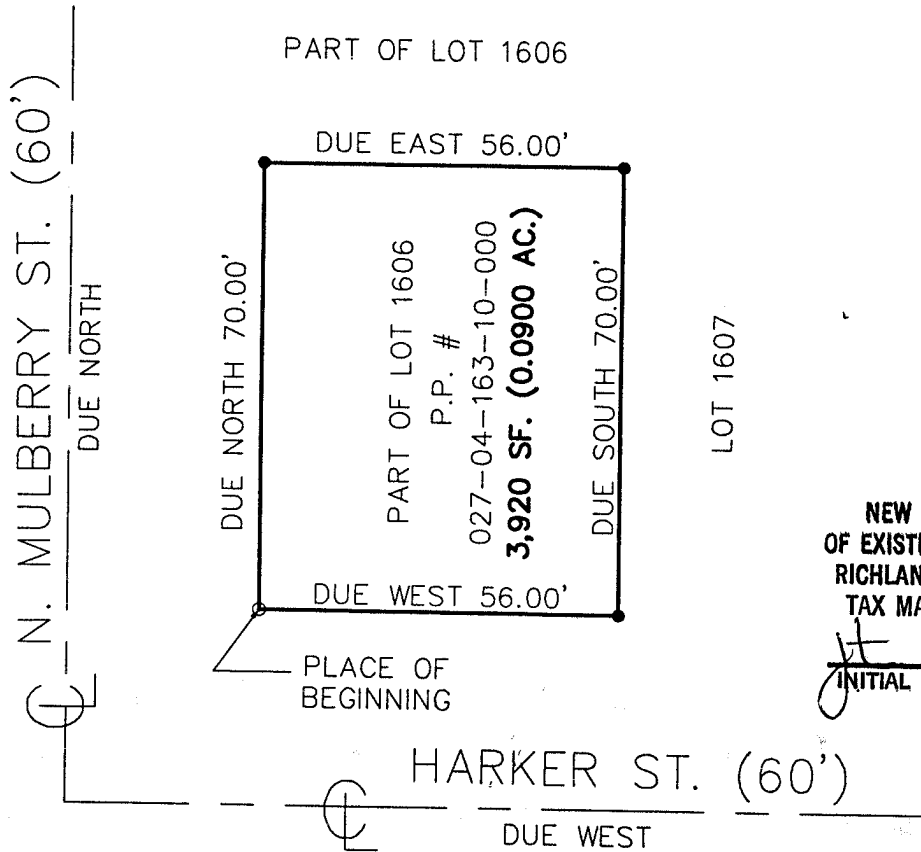 PART OF LOT 1606
N. MULBERRY ST. (60')
DUE NORTH
DUE EAST 56.00'
DUE NORTH 70.00'
PART OF LOT 1606
P.P. #
027-04-163-10-000
3,920 SF. (0.0900 AC.)
DUE SOUTH 70.00'
LOT 1607
DUE WEST 56.00'
PLACE OF
BEGINNING
NEW
OF
RICHLAN
TAX MA
jt
INITIAL
HARKER ST. (60')
DUE WEST